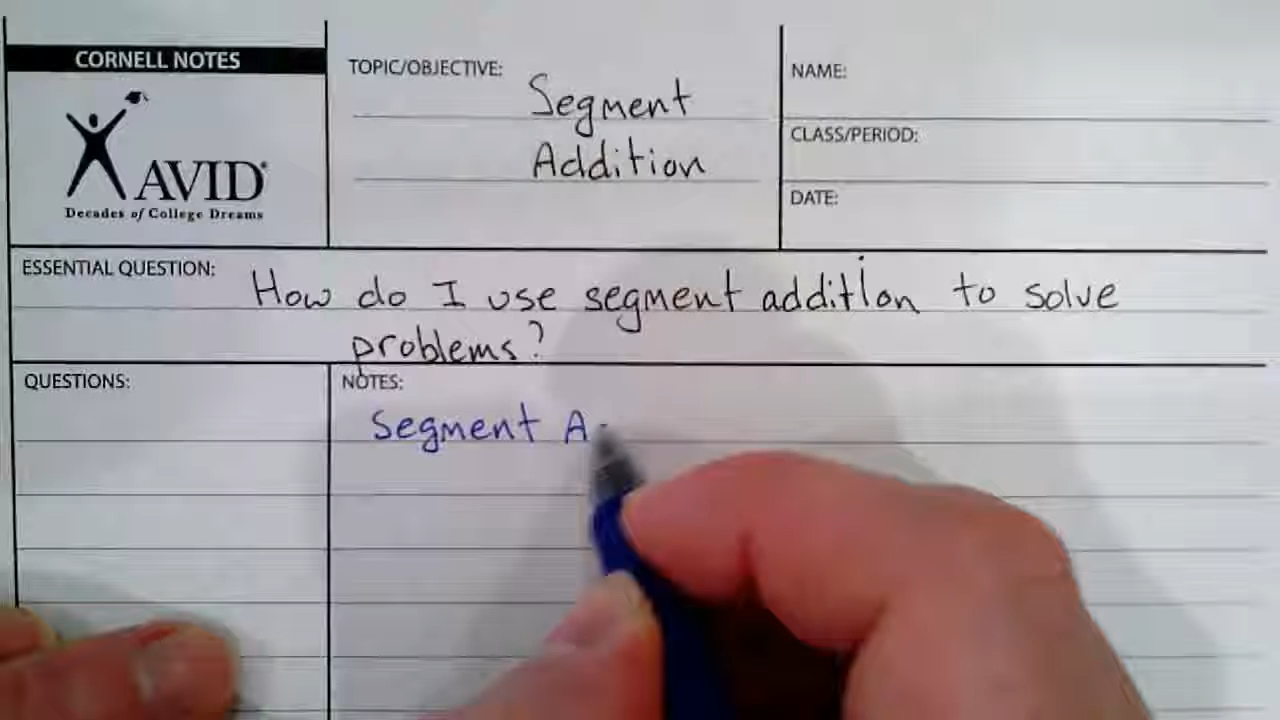 CORNELL NOTES
AVID®
Decades of College Dreams
TOPIC/OBJECTIVE:
Segment
Addition
NAME:
CLASS/PERIOD:
DATE:
ESSENTIAL QUESTION:
How do I use segment addition to solve
problems?
QUESTIONS:
NOTES:
Segment A